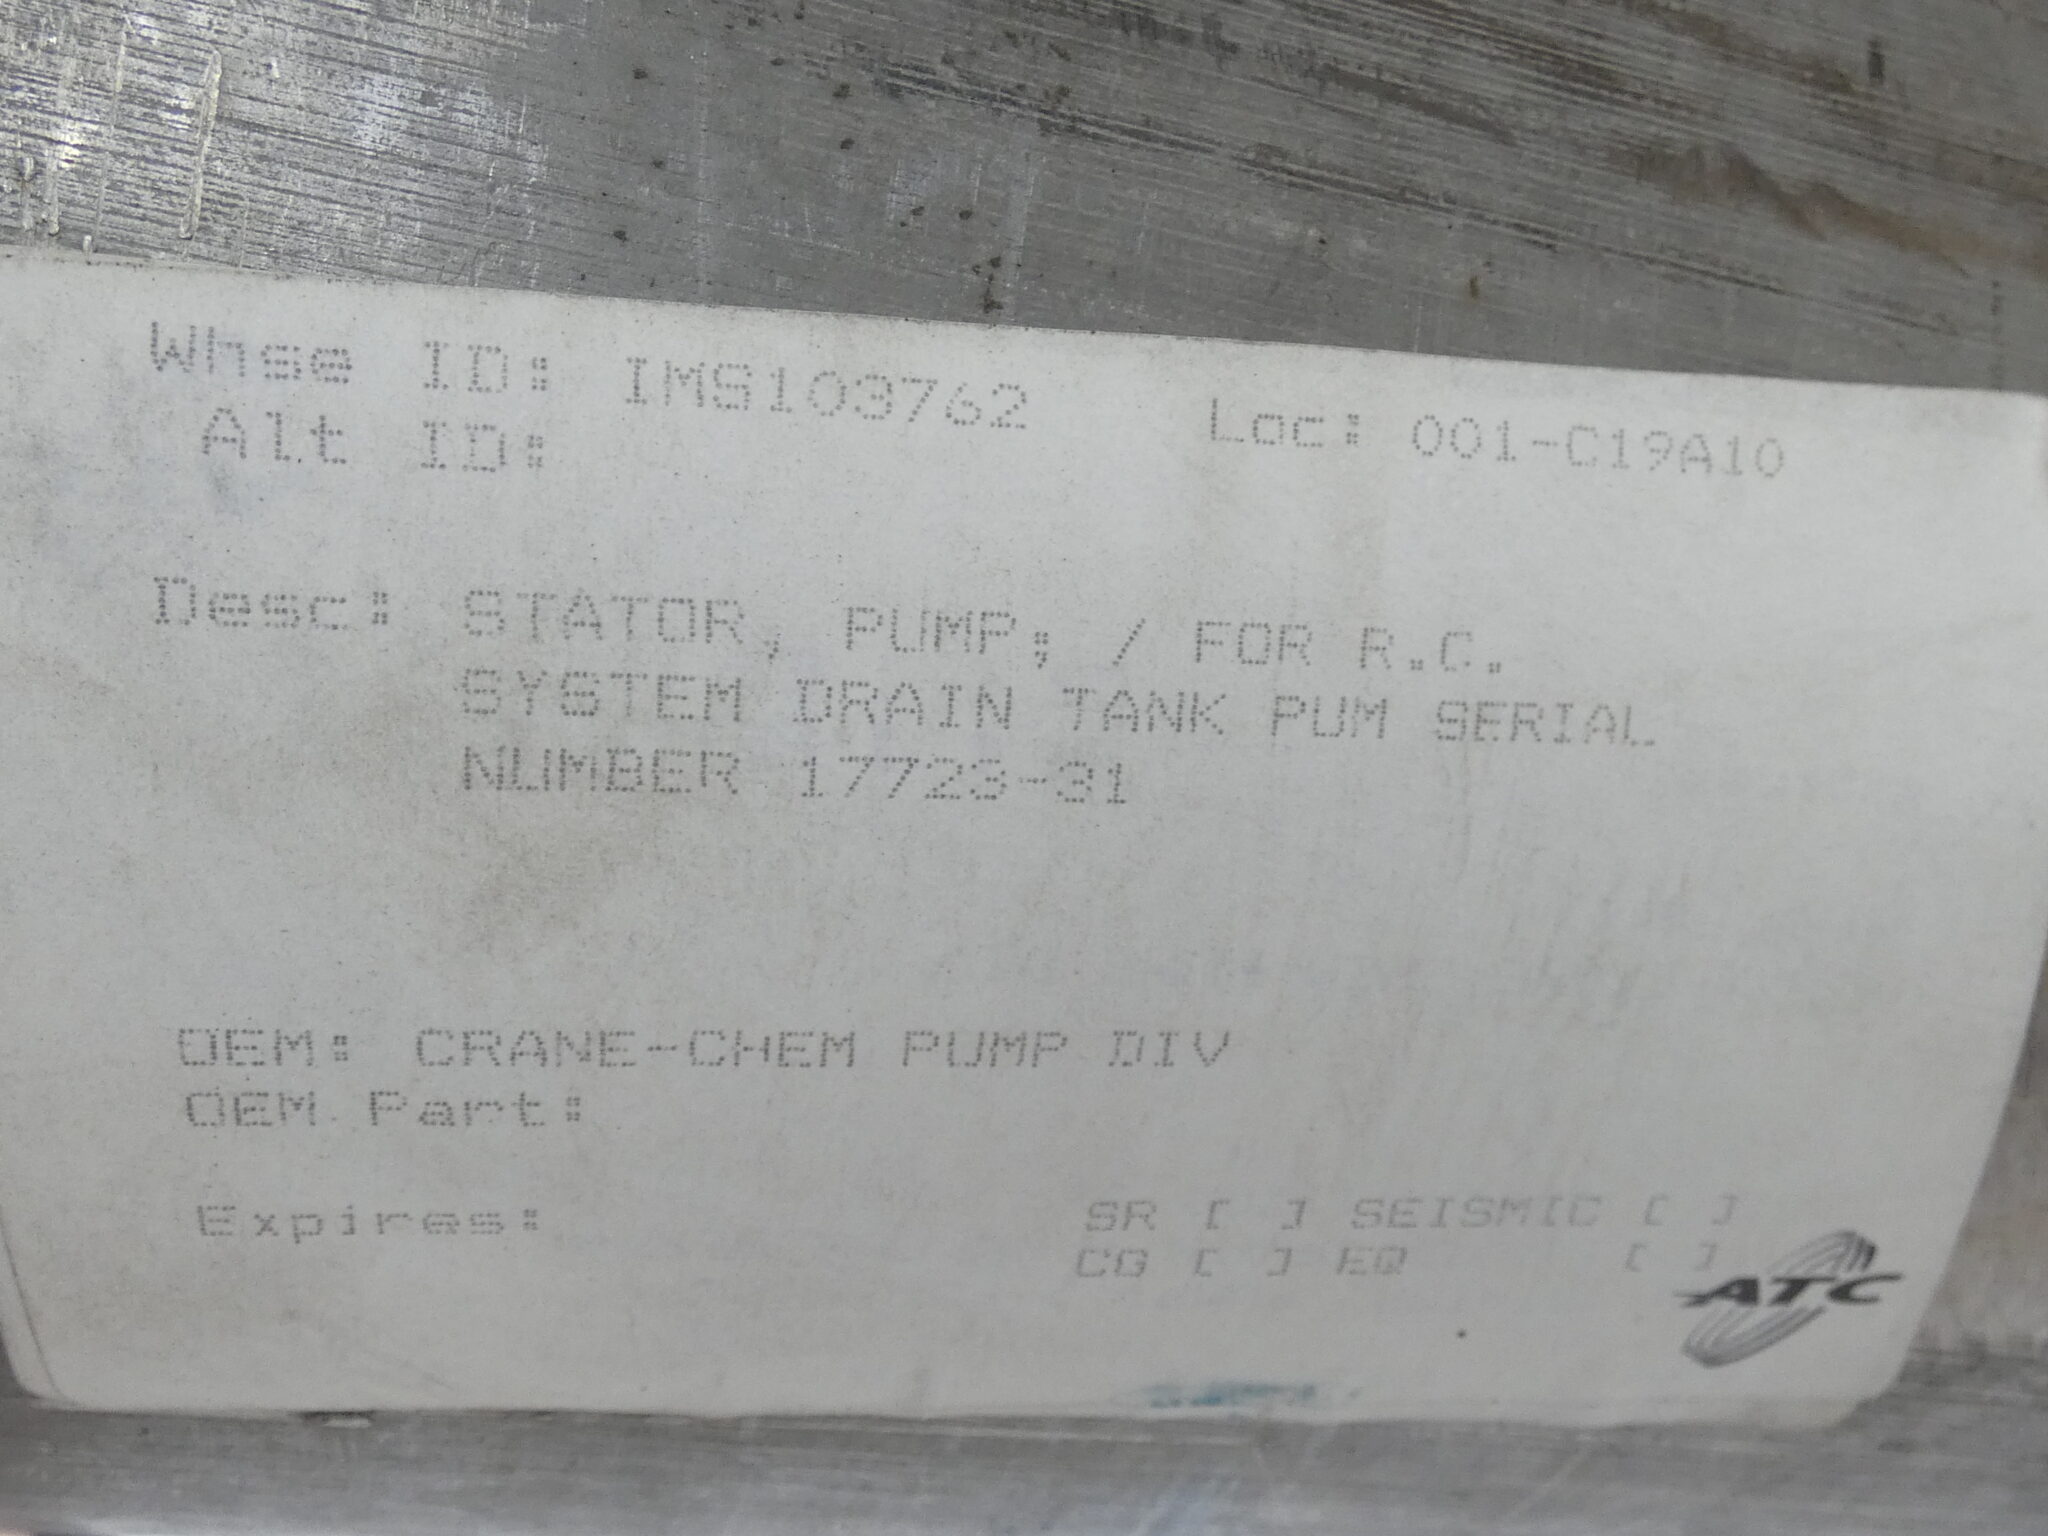 Whse ID: IMS103762 Loc: 001-C19A10
Alt ID:
Desc: STATOR, PUMP, / FOR R.C.
SYSTEM DRAIN TANK PUM SERIAL
NUMBER 17723-31
OEM: CRANE-CHEM PUMP DIV
OEM Part:
Expires:
SR [ ] SEISMIC [ ]
CG [ ] EQ [ ]
ATC